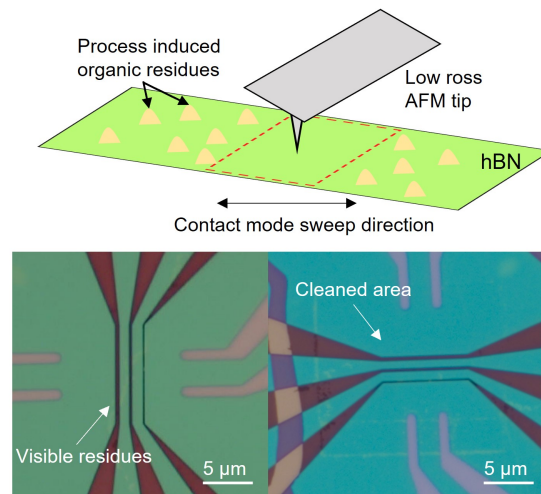 Process induced
organic residues
Low ross
AFM tip
hBN
Contact mode sweep direction
Cleaned area
Visible residues
5 μm
5 μm